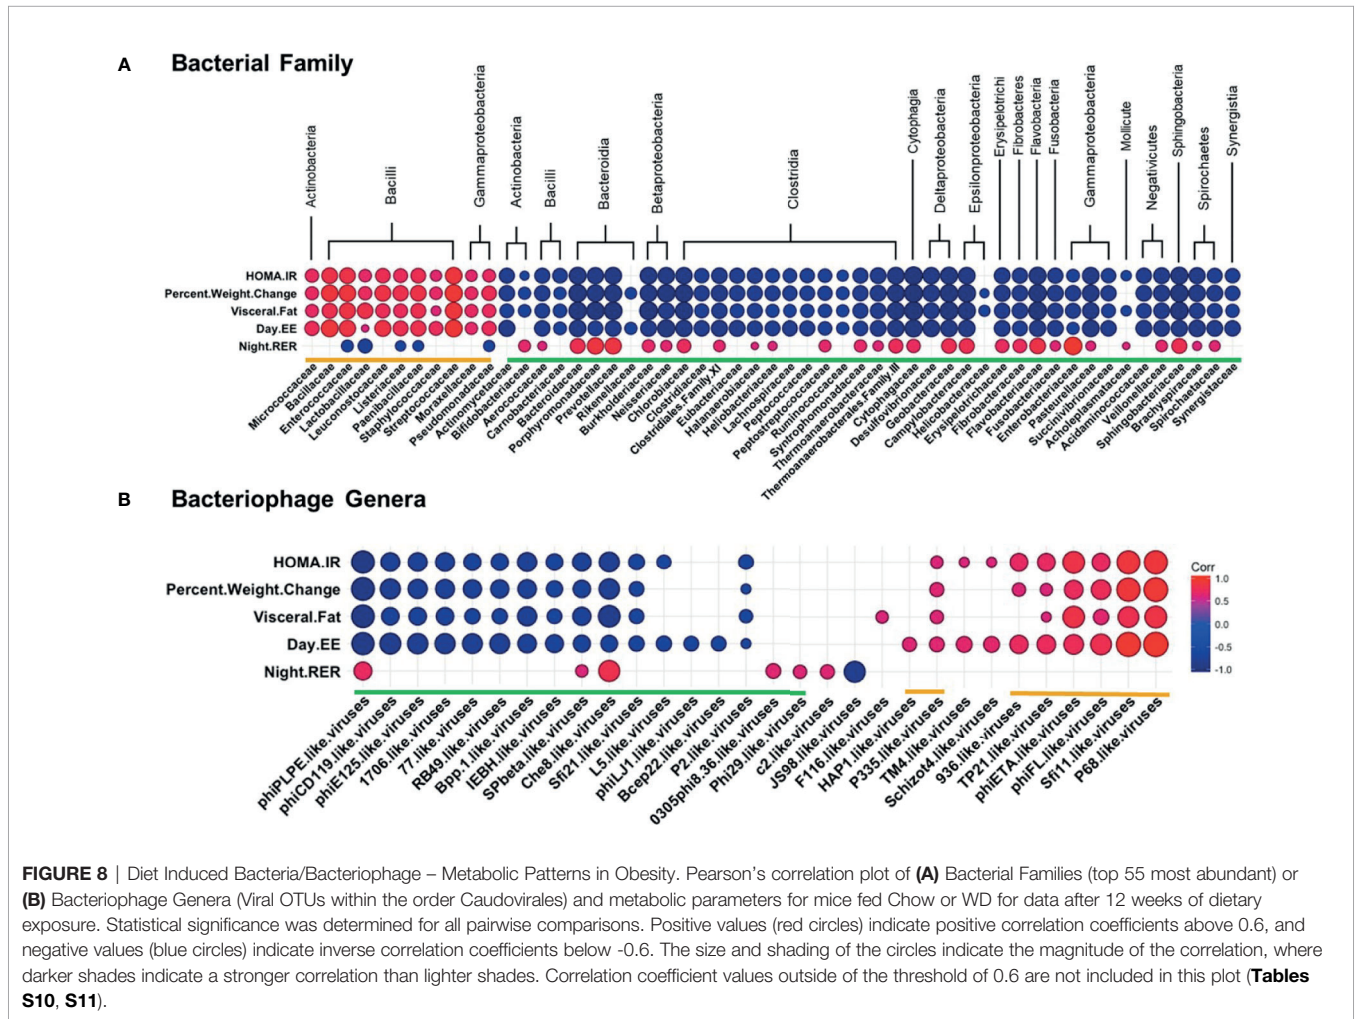 A Bacterial Family
Actinobacteria
Bacilli
Gammaproteobacteria
Actinobacteria
Bacilli
Bacteroidia
Betaproteobacteria
Clostridia
Cytophagia
Deltaproteobacteria
Epsilonproteobacteria
Erysipelotrichi
Fibrobacteres
Flavobacteria
Fusobacteria
Gammaproteobacteria
Mollicute
Negativicutes
Sphingobacteria
Spirochaetes
Synergistia
HOMA.IR
Percent.Weight.Change
Visceral.Fat
Day.EE
Night.RER
Micrococcaceae
Bacillaceae
Enterococcaceae
Lactobacillaceae
Leuconostocaceae
Listeriaceae
Paenibacillaceae
Staphylococcaceae
Streptococcaceae
Moraxellaceae
Pseudomonadaceae
Actinomycetaceae
Bifidobacteriaceae
Aerococcaceae
Carnobacteriaceae
Bacteroidaceae
Porphyromonadaceae
Prevotellaceae
Rikenellaceae
Burkholderiaceae
Neisseriaceae
Chlorobiaceae
Clostridiaceae
Clostridiales.Family.XI
Eubacteriaceae
Halanaerobiaceae
Heliobacteriaceae
Lachnospiraceae
Peptococcaceae
Peptostreptococcaceae
Ruminococcaceae
Syntrophomonadaceae
Thermoanaerobacteraceae
Thermoanaerobacterales.Family.III
Cytophagaceae
Desulfovibrionaceae
Geobacteraceae
Campylobacteraceae
Helicobacteraceae
Erysipelotrichaceae
Fibrobacteraceae
Flavobacteriaceae
Fusobacteriaceae
Enterobacteriaceae
Pasteurellaceae
Succinivibrionaceae
Acholeplasmataceae
Acidaminococcaceae
Veillonellaceae
Sphingobacteriaceae
Brachyspiraceae
Spirochaetaceae
Synergistaceae
B Bacteriophage Genera
HOMA.IR
Percent.Weight.Change
Visceral.Fat
Day.EE
Night.RER
Corr
1.0
0.5
0.0
-0.5
-1.0
phiPLPE.like.viruses
phiCD119.like.viruses
phiE125.like.viruses
1706.like.viruses
77.like.viruses
RB49.like.viruses
Bpp.1.like.viruses
IEBH.like.viruses
SPbeta.like.viruses
Che8.like.viruses
Sfi21.like.viruses
L5.like.viruses
phiLJ1.like.viruses
Bcep22.like.viruses
P2.like.viruses
0305phi8.36.like.viruses
Phi29.like.viruses
c2.like.viruses
JS98.like.viruses
F116.like.viruses
HAP1.like.viruses
P335.like.viruses
TM4.like.viruses
Schizot4.like.viruses
936.like.viruses
TP21.like.viruses
phiETA.like.viruses
phiFL.like.viruses
Sfi11.like.viruses
P68.like.viruses
FIGURE 8 | Diet Induced Bacteria/Bacteriophage – Metabolic Patterns in Obesity. Pearson's correlation plot of (A) Bacterial Families (top 55 most abundant) or
(B) Bacteriophage Genera (Viral OTUs within the order Caudovirales) and metabolic parameters for mice fed Chow or WD for data after 12 weeks of dietary
exposure. Statistical significance was determined for all pairwise comparisons. Positive values (red circles) indicate positive correlation coefficients above 0.6, and
negative values (blue circles) indicate inverse correlation coefficients below -0.6. The size and shading of the circles indicate the magnitude of the correlation, where
darker shades indicate a stronger correlation than lighter shades. Correlation coefficient values outside of the threshold of 0.6 are not included in this plot (Tables
S10, S11).